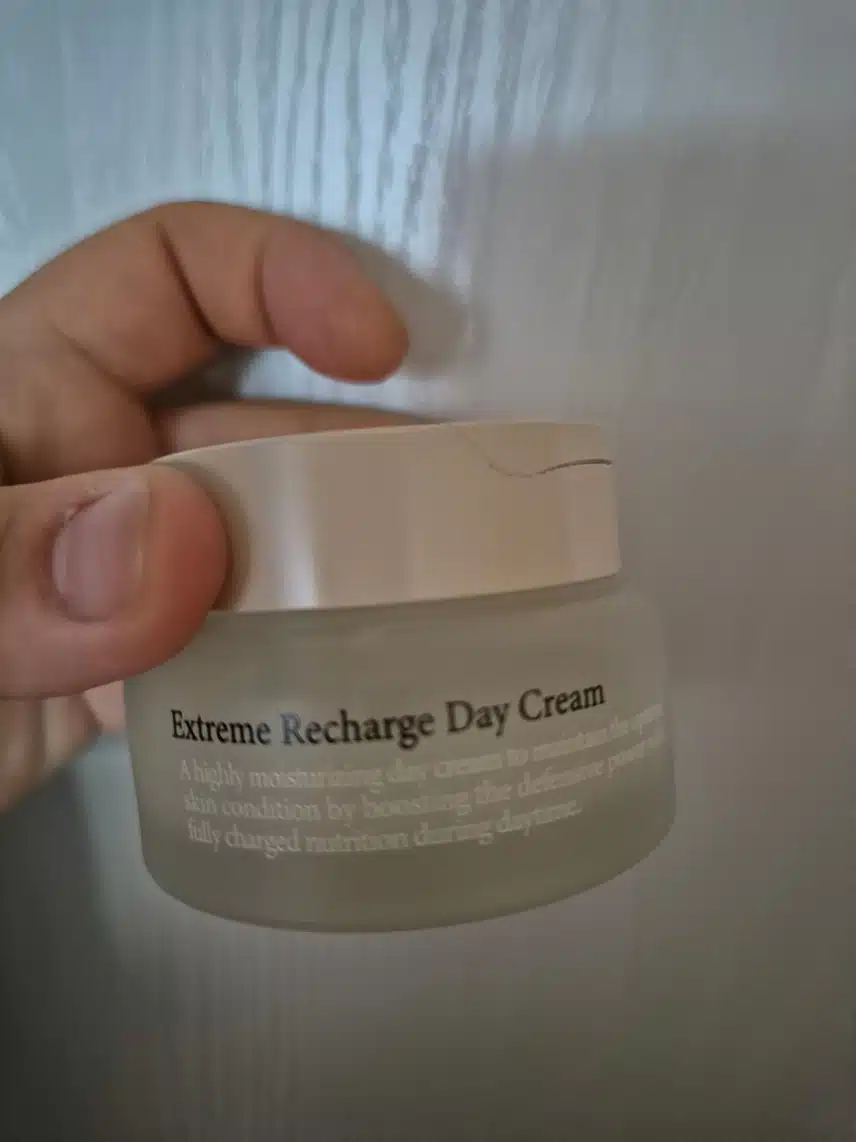 Extreme Recharge Day Cream
A highly moisturizing day cream to maintain the
skin condition by boosting the defensive power
fully charged nutrition during daytime.